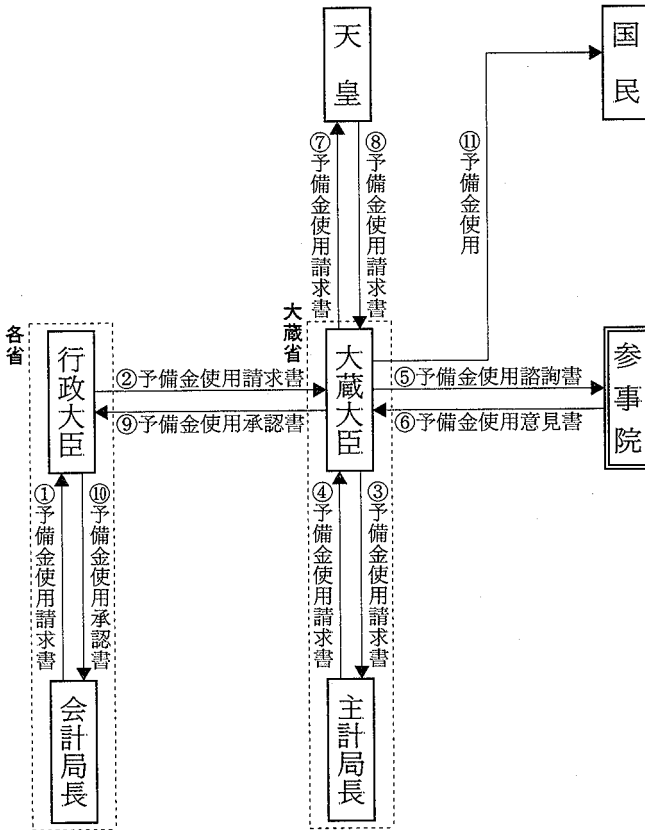 天皇
国民
⑦予備金使用請求書
⑧予備金使用請求書
⑪予備金使用
各省
大蔵省
行政大臣
②予備金使用請求書
⑨予備金使用承認書
大蔵大臣
⑤予備金使用諮詢書
⑥予備金使用意見書
参事院
①予備金使用請求書
⑩予備金使用承認書
④予備金使用請求書
③予備金使用請求書
会計局長
主計局長